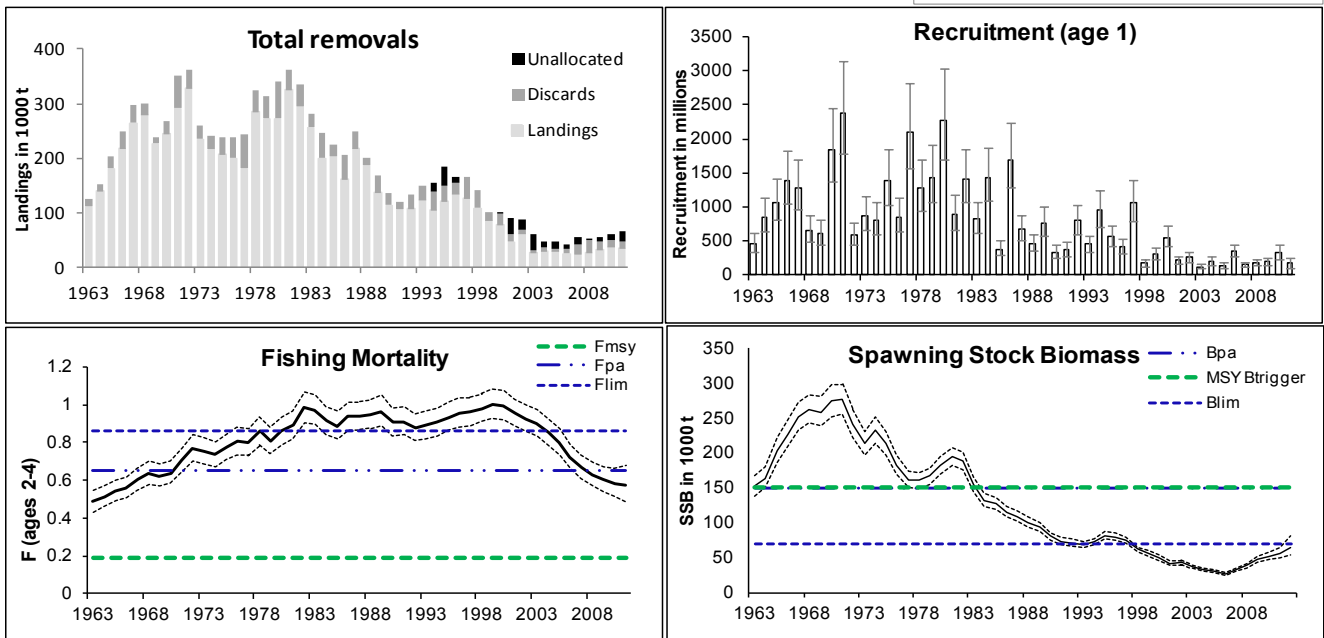 Total removals
Unallocated
Discards
Landings
Landings in 1000 t
400
300
200
100
0
1963 1968 1973 1978 1983 1988 1993 1998 2003 2008
Recruitment (age 1)
Recruitment in millions
3500
3000
2500
2000
1500
1000
500
0
1963 1968 1973 1978 1983 1988 1993 1998 2003 2008
Fishing Mortality
Fmsy
Fpa
Flim
F (ages 2-4)
1.2
1
0.8
0.6
0.4
0.2
0
1963 1968 1973 1978 1983 1988 1993 1998 2003 2008
Spawning Stock Biomass
Bpa
MSY Btrigger
Blim
SSB in 1000 t
350
300
250
200
150
100
50
0
1963 1968 1973 1978 1983 1988 1993 1998 2003 2008